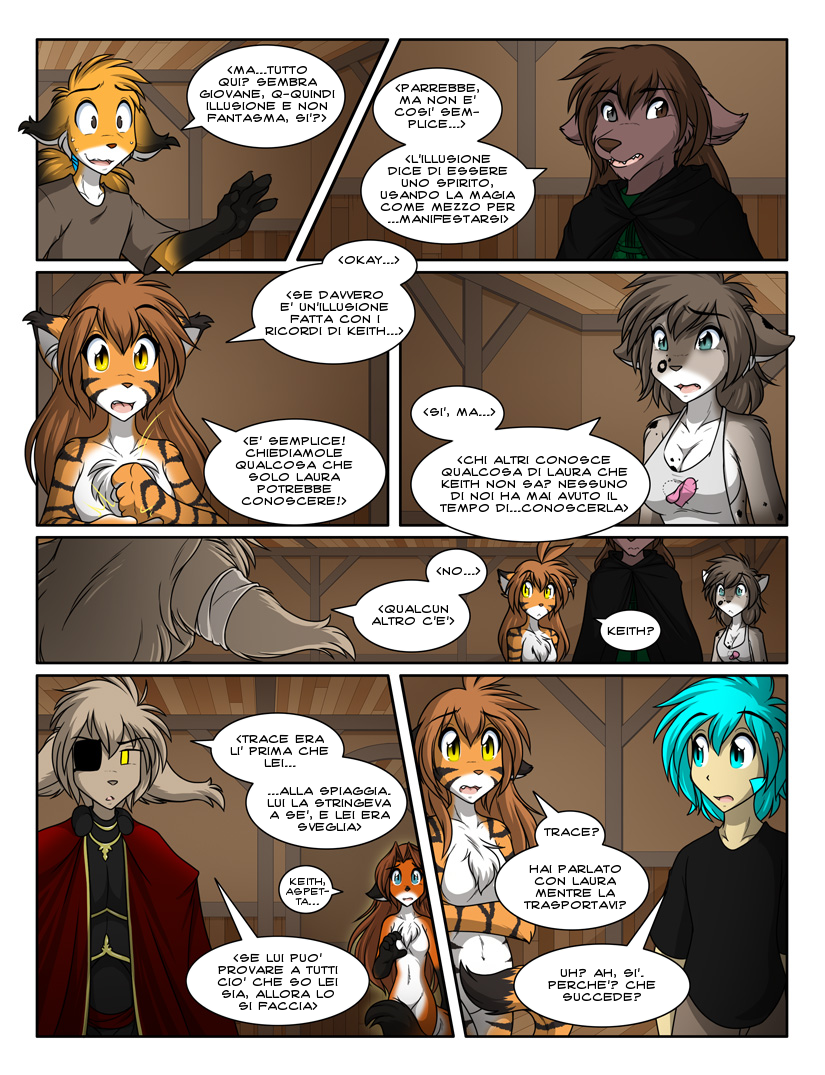 <MA...TUTTO
QUI? SEMBRA
GIOVANE, Q-QUINDI
ILLUSIONE E NON
FANTASMA, SI'?>
<PARREBBE,
MA NON E'
COSI' SEM-
PLICE...>
<L'ILLUSIONE
DICE DI ESSERE
UNO SPIRITO,
USANDO LA MAGIA
COME MEZZO PER
...MANIFESTARSI>
<OKAY...>
<SE DAVVERO
E' UN'ILLUSIONE
FATTA CON I
RICORDI DI KEITH...>
<E' SEMPLICE!
CHIEDIAMOLE
QUALCOSA CHE
SOLO LAURA
POTREBBE
CONOSCERE!>
<SI', MA...>
<CHI ALTRI CONOSCE
QUALCOSA DI LAURA CHE
KEITH NON SA? NESSUNO
DI NOI HA MAI AVUTO IL
TEMPO DI...CONOSCERLA>
<NO...>
<QUALCUN
ALTRO C'E'>
KEITH?
<TRACE ERA
LI' PRIMA CHE
LEI...
...ALLA SPIAGGIA.
LUI LA STRINGEVA
A SE', E LEI ERA
SVEGLIA>
KEITH,
ASPET-
TA...
<SE LUI PUO'
PROVARE A TUTTI
CIO' CHE SO LEI
SIA, ALLORA LO
SI FACCIA>
TRACE?
HAI PARLATO
CON LAURA
MENTRE LA
TRASPORTAVI?
UH? AH, SI'.
PERCHE'? CHE
SUCCEDE?